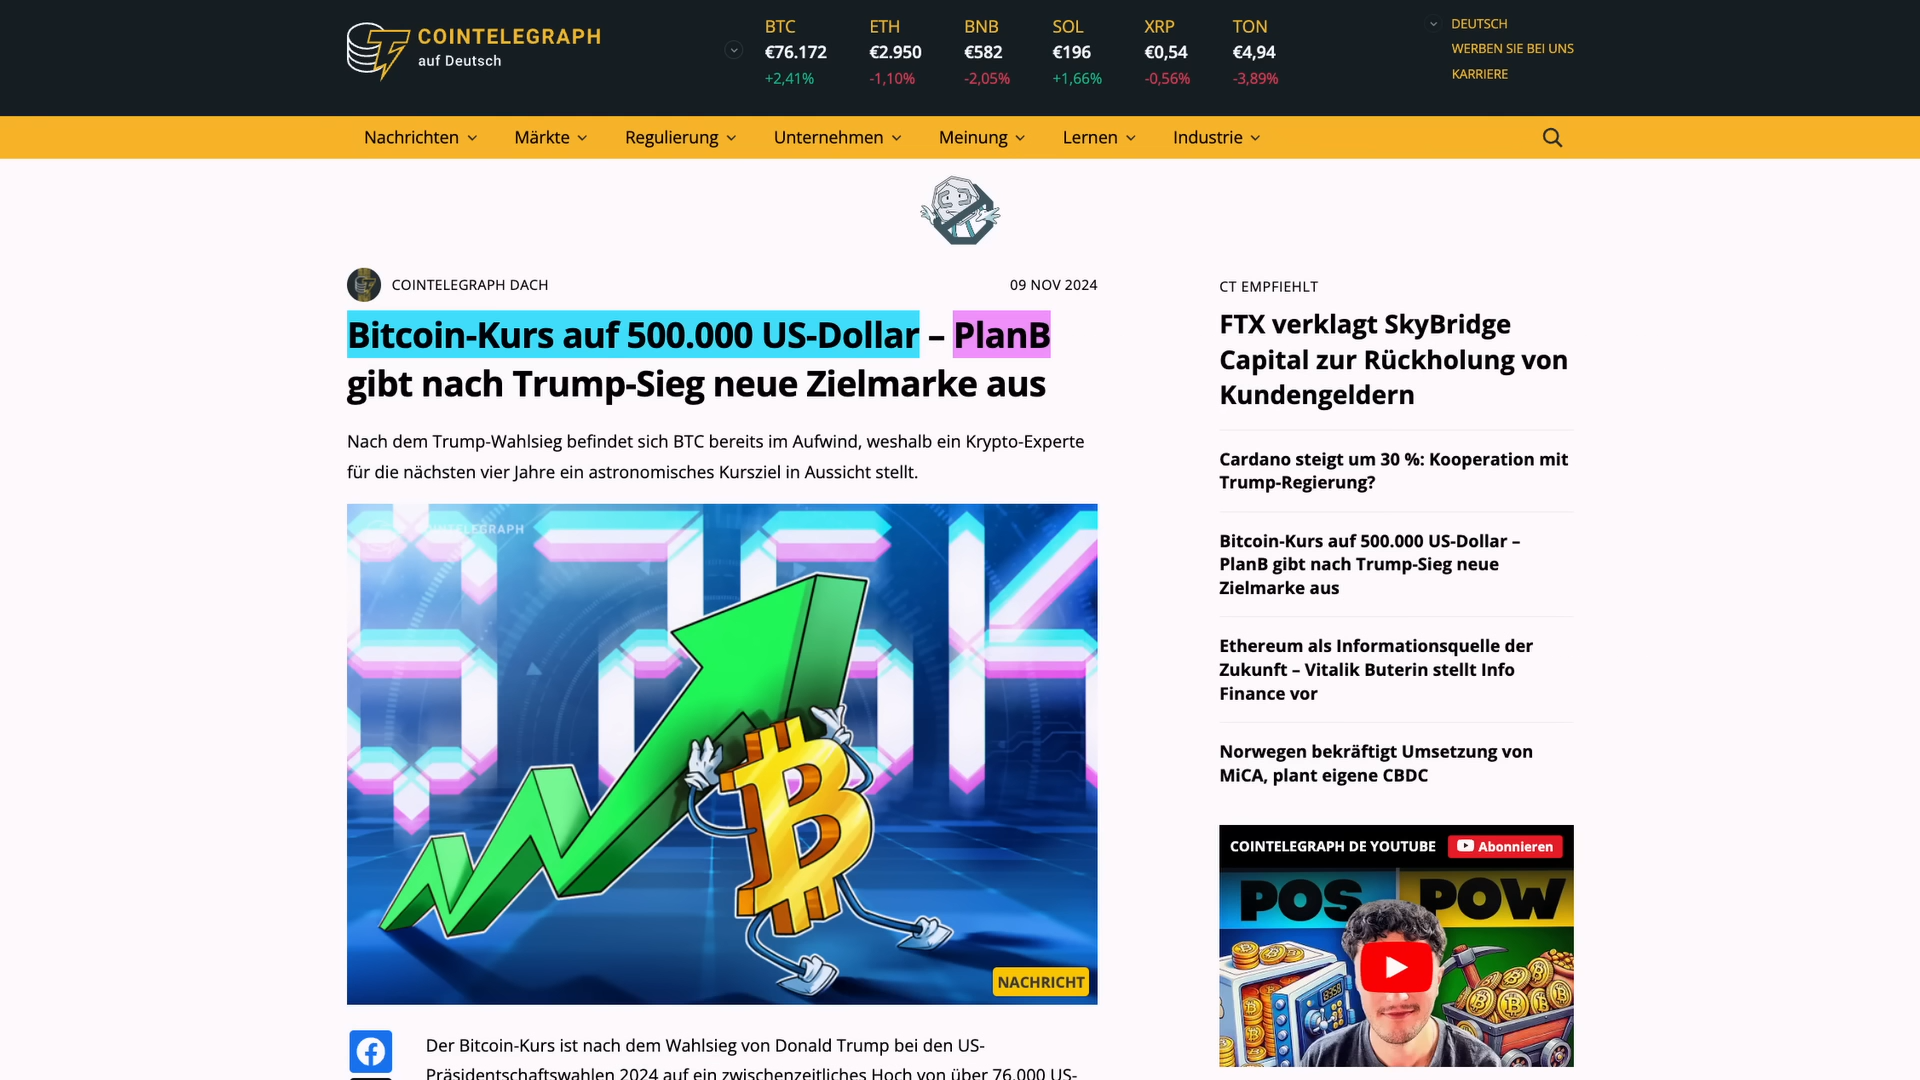 COINTELEGRAPH
auf Deutsch
BTC
€76.172
+2,41%
ETH
€2.950
-1,10%
BNB
€582
-2,05%
SOL
€196
+1,66%
XRP
€0,54
-0,56%
TON
€4,94
-3,89%
DEUTSCH
WERBEN SIE BEI UNS
KARRIERE
Nachrichten
Märkte
Regulierung
Unternehmen
Meinung
Lernen
Industrie
COINTELEGRAPH DACH
09 NOV 2024
Bitcoin-Kurs auf 500.000 US-Dollar – PlanB
gibt nach Trump-Sieg neue Zielmarke aus
Nach dem Trump-Wahlsieg befindet sich BTC bereits im Aufwind, weshalb ein Krypto-Experte
für die nächsten vier Jahre ein astronomisches Kursziel in Aussicht stellt.
COINTELEGRAPH
NACHRICHT
Der Bitcoin-Kurs ist nach dem Wahlsieg von Donald Trump bei den US-
Präsidentschaftswahlen 2024 auf ein zwischenzeitliches Hoch von über 76.000 US-
CT EMPFIEHLT
FTX verklagt SkyBridge
Capital zur Rückholung von
Kundengeldern
Cardano steigt um 30 %: Kooperation mit
Trump-Regierung?
Bitcoin-Kurs auf 500.000 US-Dollar –
PlanB gibt nach Trump-Sieg neue
Zielmarke aus
Ethereum als Informationsquelle der
Zukunft – Vitalik Buterin stellt Info
Finance vor
Norwegen bekräftigt Umsetzung von
MiCA, plant eigene CBDC
COINTELEGRAPH DE YOUTUBE
Abonnieren
POS
POW